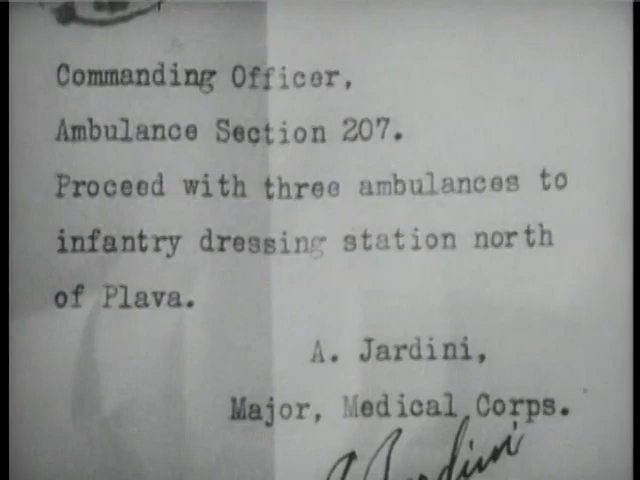 Commanding Officer,
Ambulance Section 207.
Proceed with three ambulances to
infantry dressing station north
of Plava.
A. Jardini,
Major, Medical Corps.
A Jardini